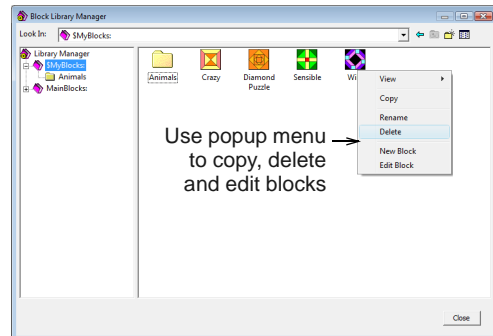 Block Library Manager
Look In:
$MyBlocks:
Library Manager
$MyBlocks:
Animals
MainBlocks:
Animals
Crazy
Diamond
Puzzle
Sensible
View
Copy
Rename
Delete
New Block
Edit Block
Use popup menu
to copy, delete
and edit blocks
Close